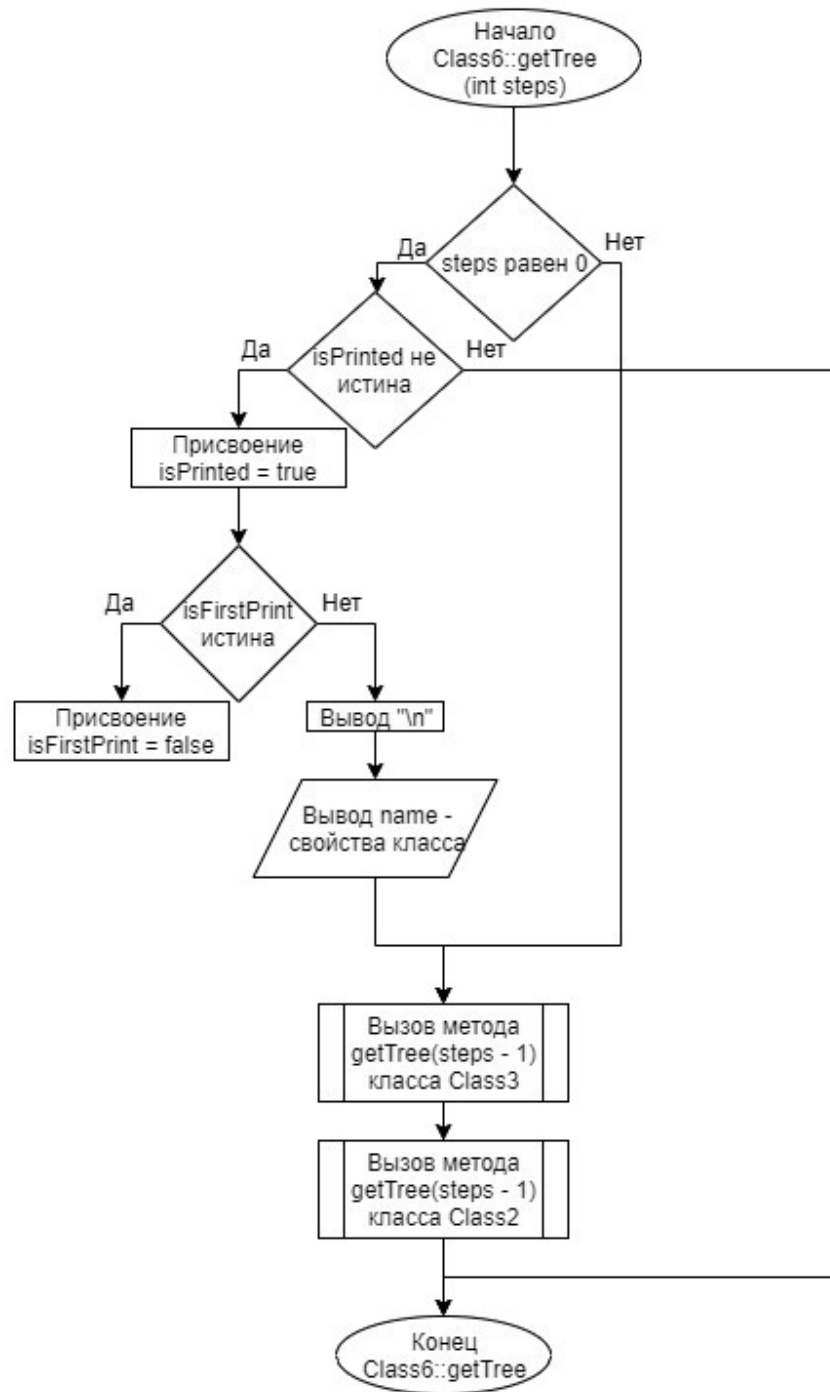 Начало
Class6::getTree
(int steps)
Да
steps равен 0
Нет
Да
isPrinted не
истина
Нет
Присвоение
isPrinted = true
Да
isFirstPrint
истина
Нет
Присвоение
isFirstPrint = false
Вывод "\n"
Вывод name -
свойства класса
Вызов метода
getTree(steps - 1)
класса Class3
Вызов метода
getTree(steps - 1)
класса Class2
Конец
Class6::getTree